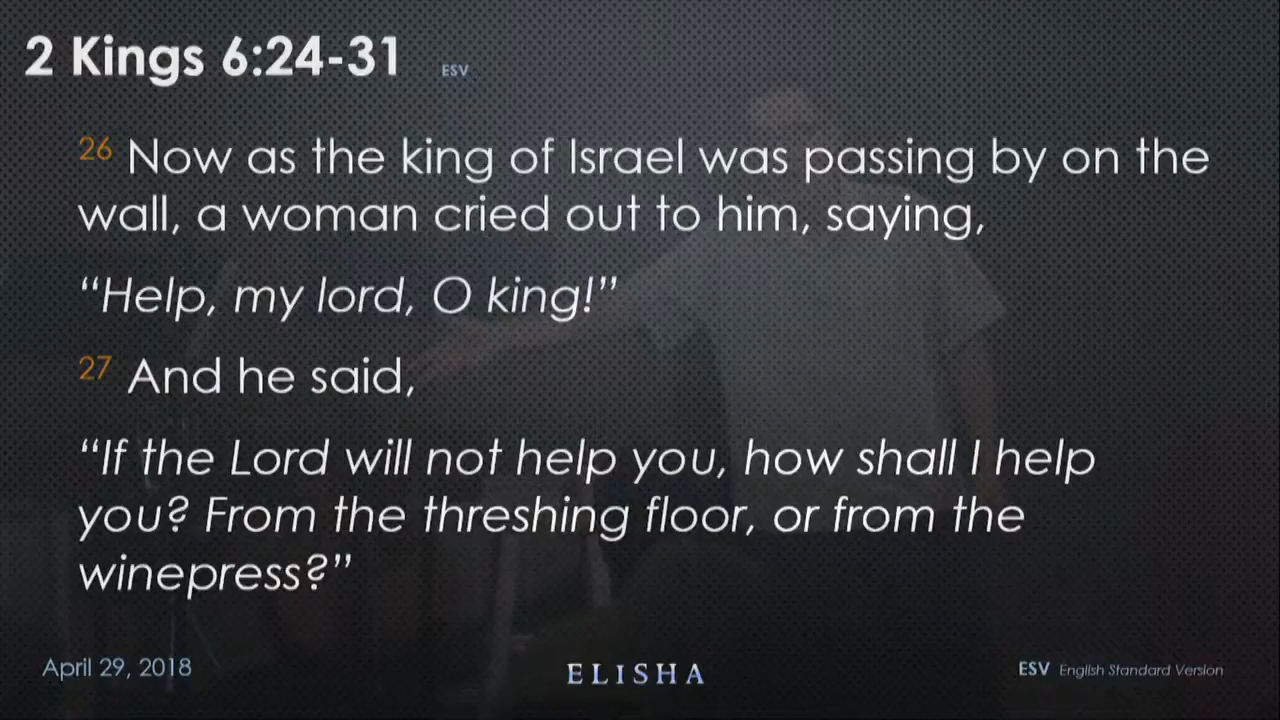 2 Kings 6:24-31 ESV
26 Now as the king of Israel was passing by on the
wall, a woman cried out to him, saying,
“Help, my lord, O king!”
27 And he said,
“If the Lord will not help you, how shall I help
you? From the threshing floor, or from the
winepress?”
April 29, 2018
ELISHA
ESV English Standard Version